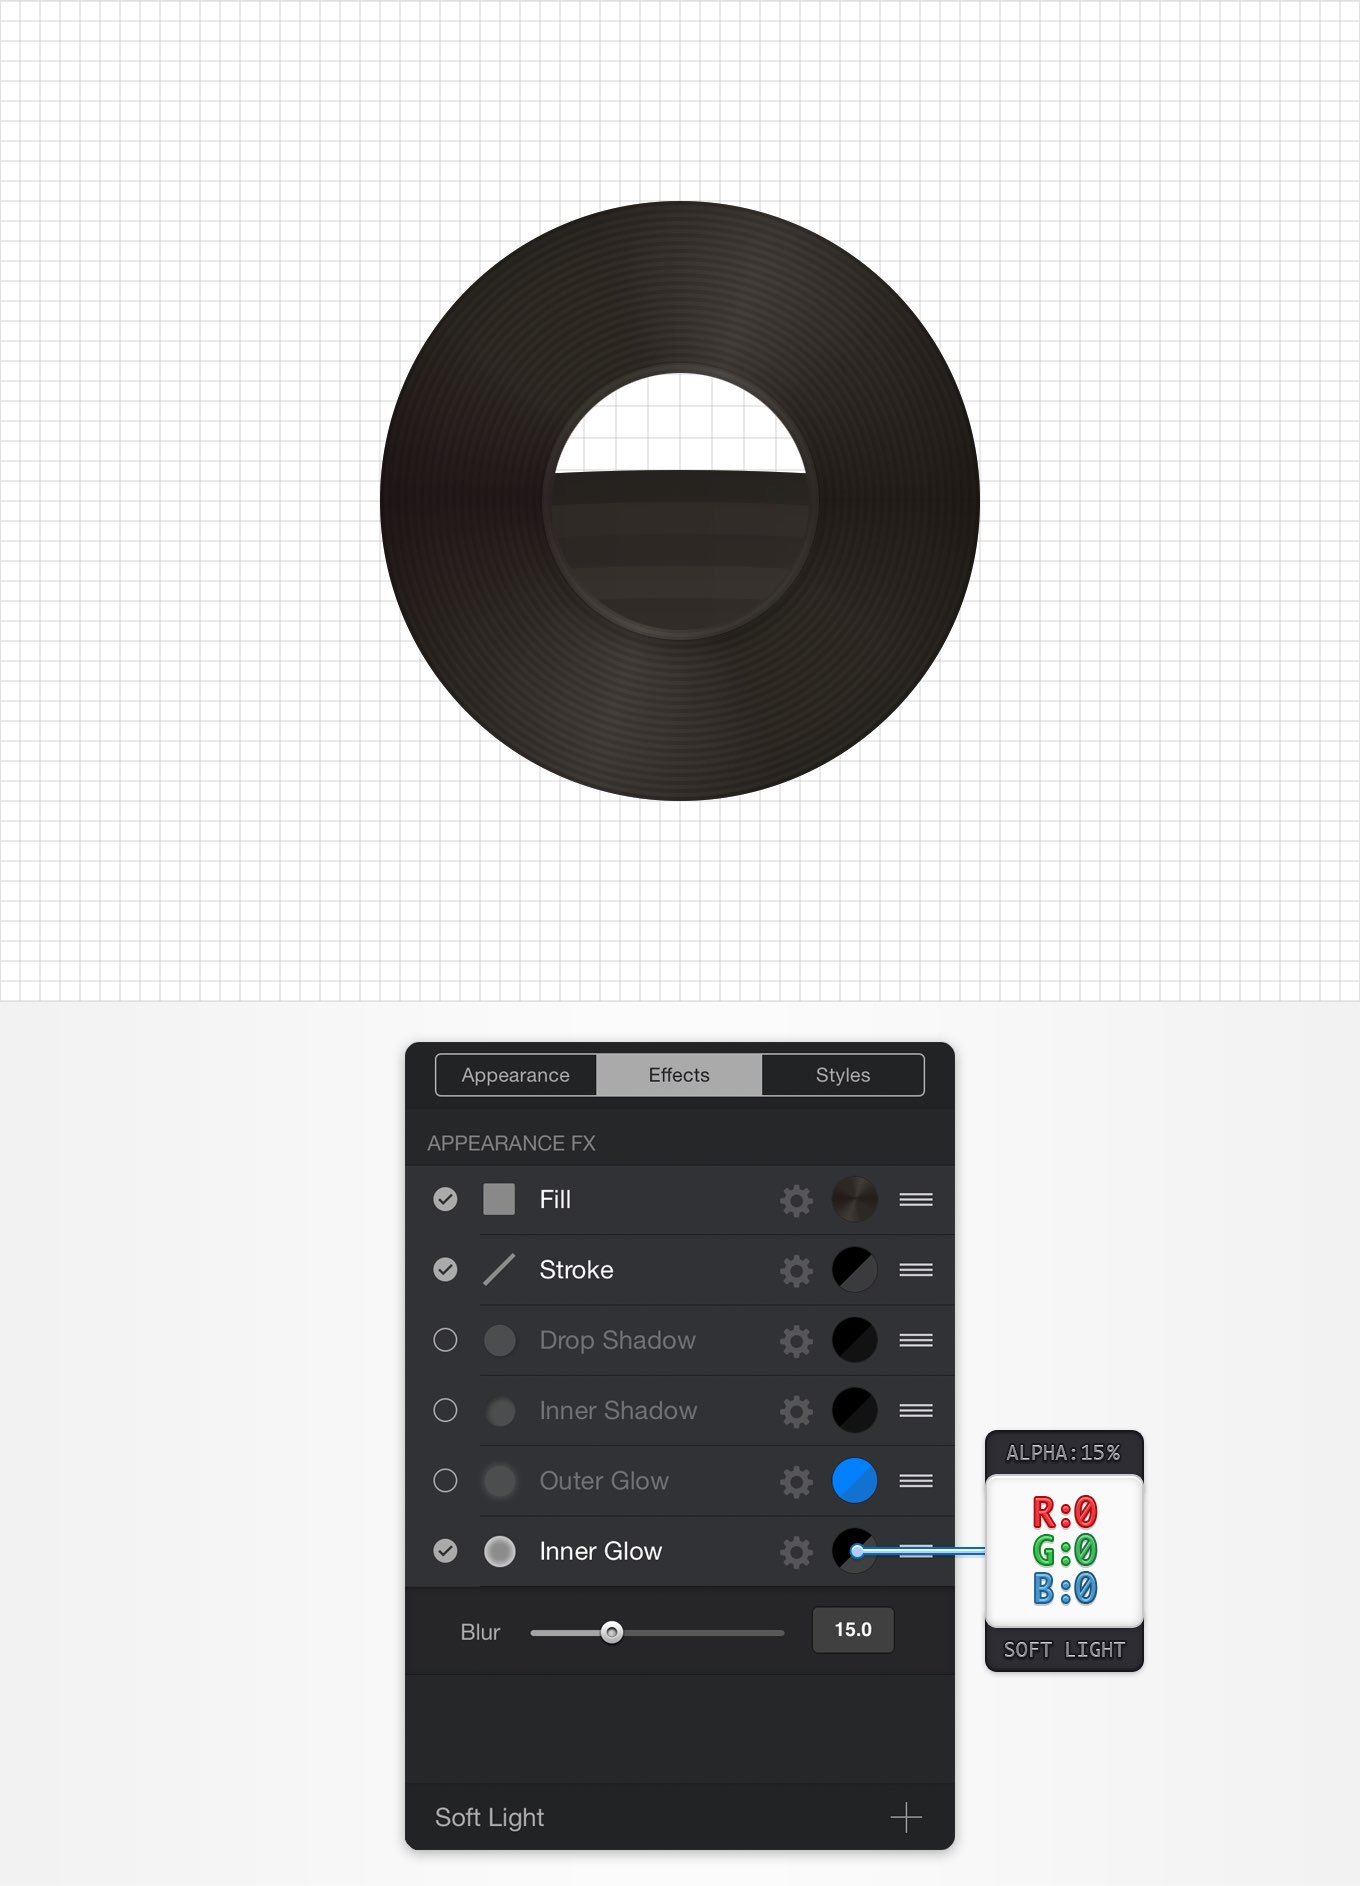 Appearance Effects Styles
APPEARANCE FX
Fill
Stroke
Drop Shadow
Inner Shadow
Outer Glow
Inner Glow
Blur 15.0
Soft Light
ALPHA:15%
R:0
G:0
B:0
SOFT LIGHT